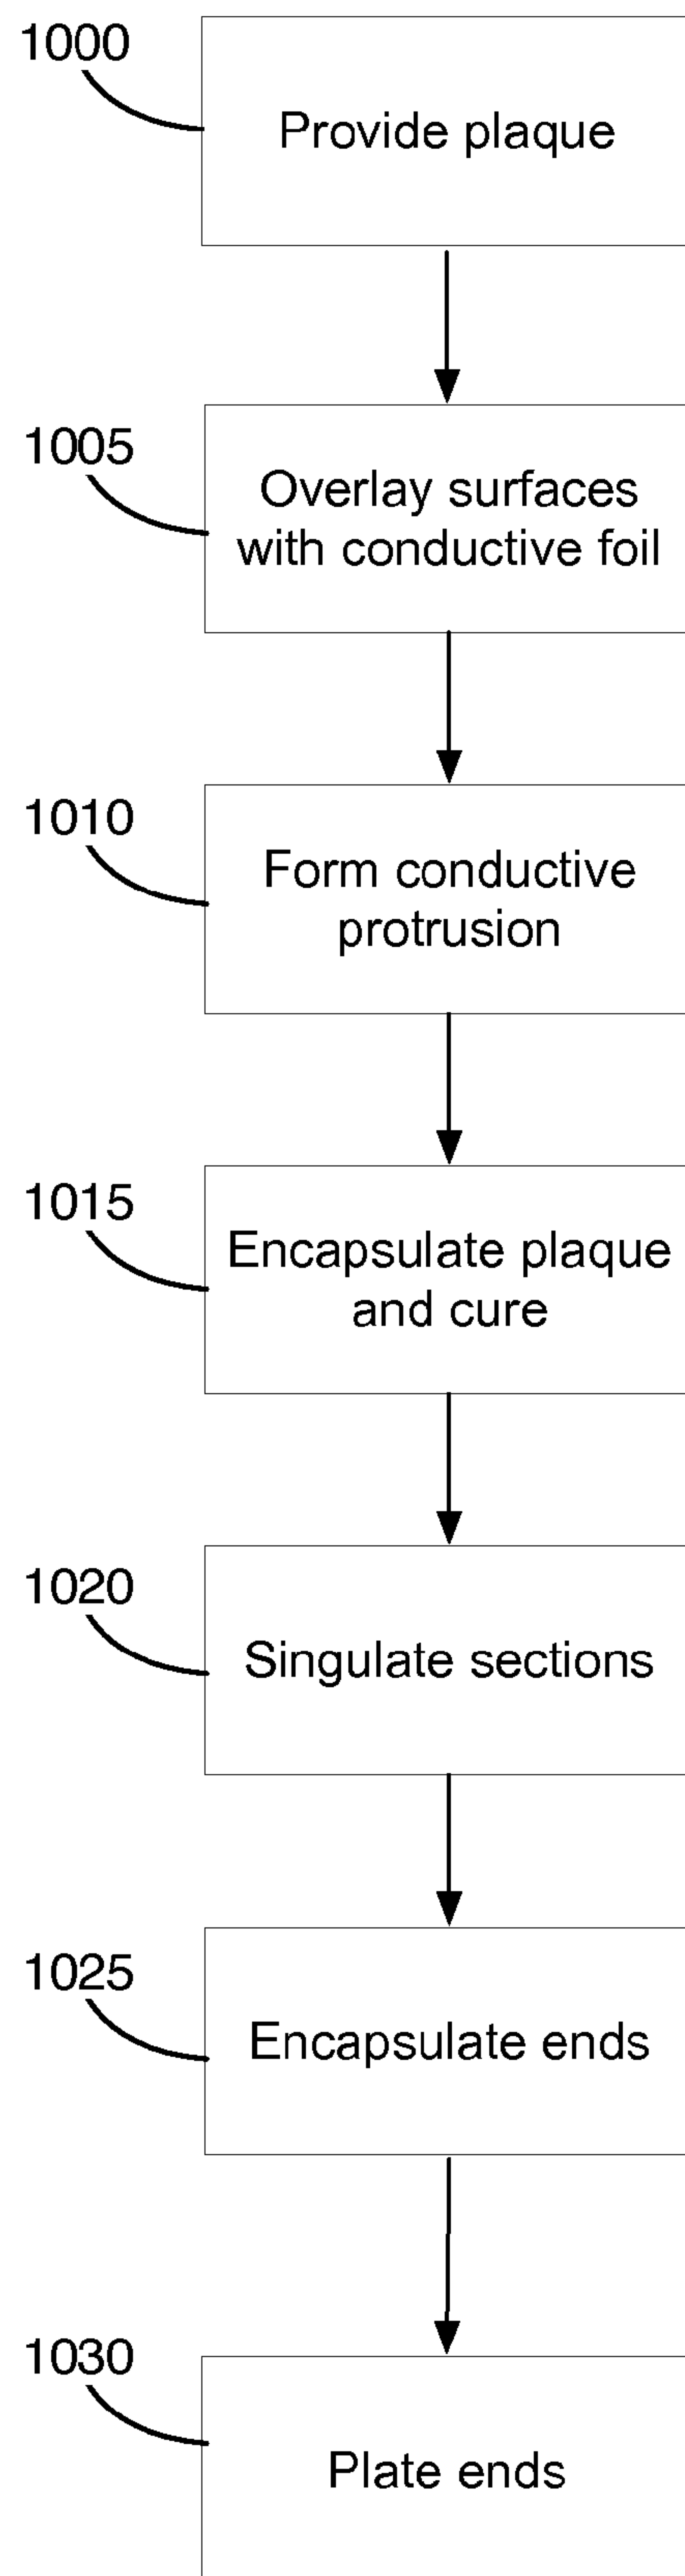 1000
Provide plaque
1005
Overlay surfaces
with conductive foil
1010
Form conductive
protrusion
1015
Encapsulate plaque
and cure
1020
Singulate sections
1025
Encapsulate ends
1030
Plate ends